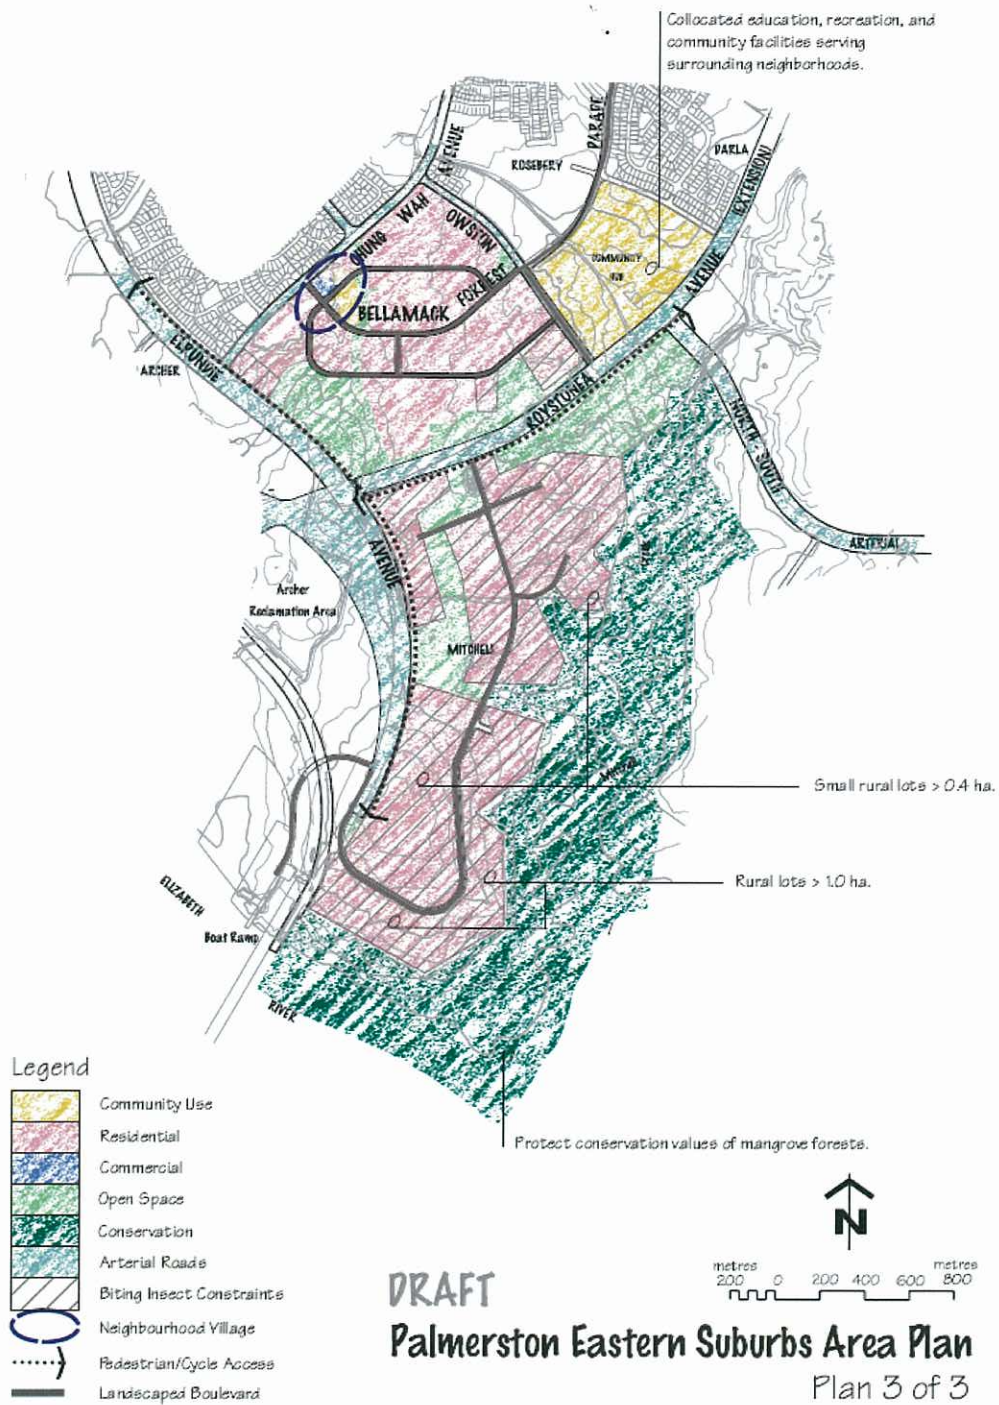 Collocated education, recreation, and
community facilities serving
surrounding neighborhoods.
PARADE
AVENUE
ROSEBERY
DARLA
(EXTENSION)
CHUNG WAH
OWSTON
COMMUNITY
AVENUE
FORREST
BELLAMACK
ELRUNDIE
ARCHER
ROYSTONEA
NORTH - SOUTH
ARTERIAL
AVENUE
Archer
Reclamation Area
MITCHELL
Small rural lots > 0.4 ha.
Rural lots > 1.0 ha.
ELIZABETH
Boat Ramp
RIVER
Legend
Community Use
Residential
Commercial
Open Space
Conservation
Arterial Roads
Biting Insect Constraints
Neighbourhood Village
Pedestrian/Cycle Access
Landscaped Boulevard
Protect conservation values of mangrove forests.
N
metres metres
200 0 200 400 600 800
DRAFT
Palmerston Eastern Suburbs Area Plan
Plan 3 of 3